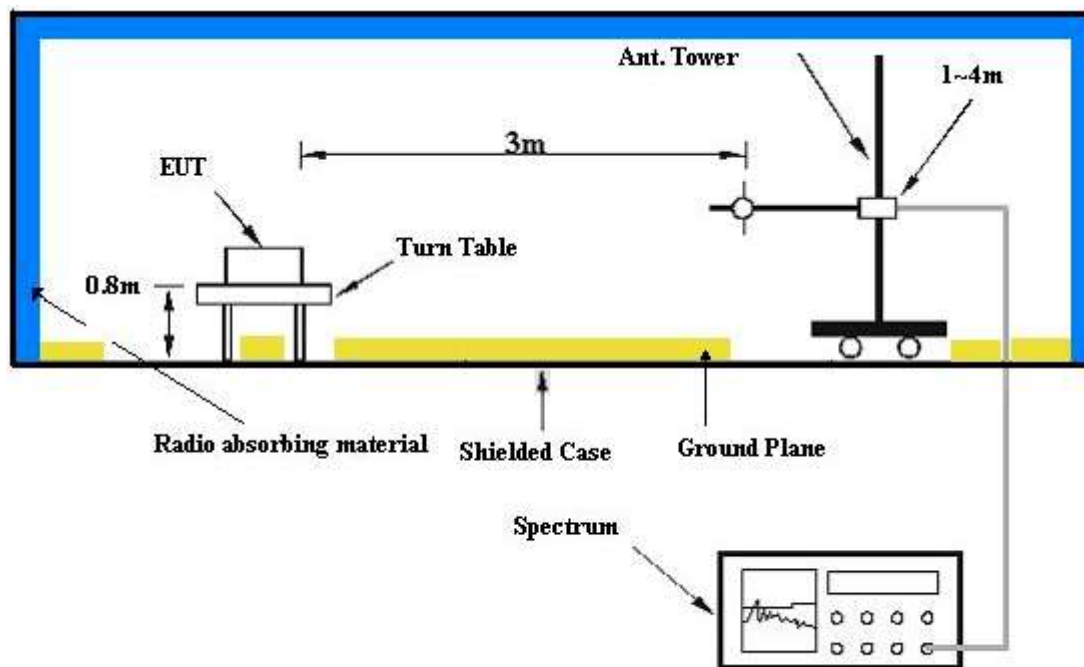 Ant. Tower
1~4m
3m
EUT
Turn Table
0.8m
Radio absorbing material
Shielded Case
Ground Plane
Spectrum